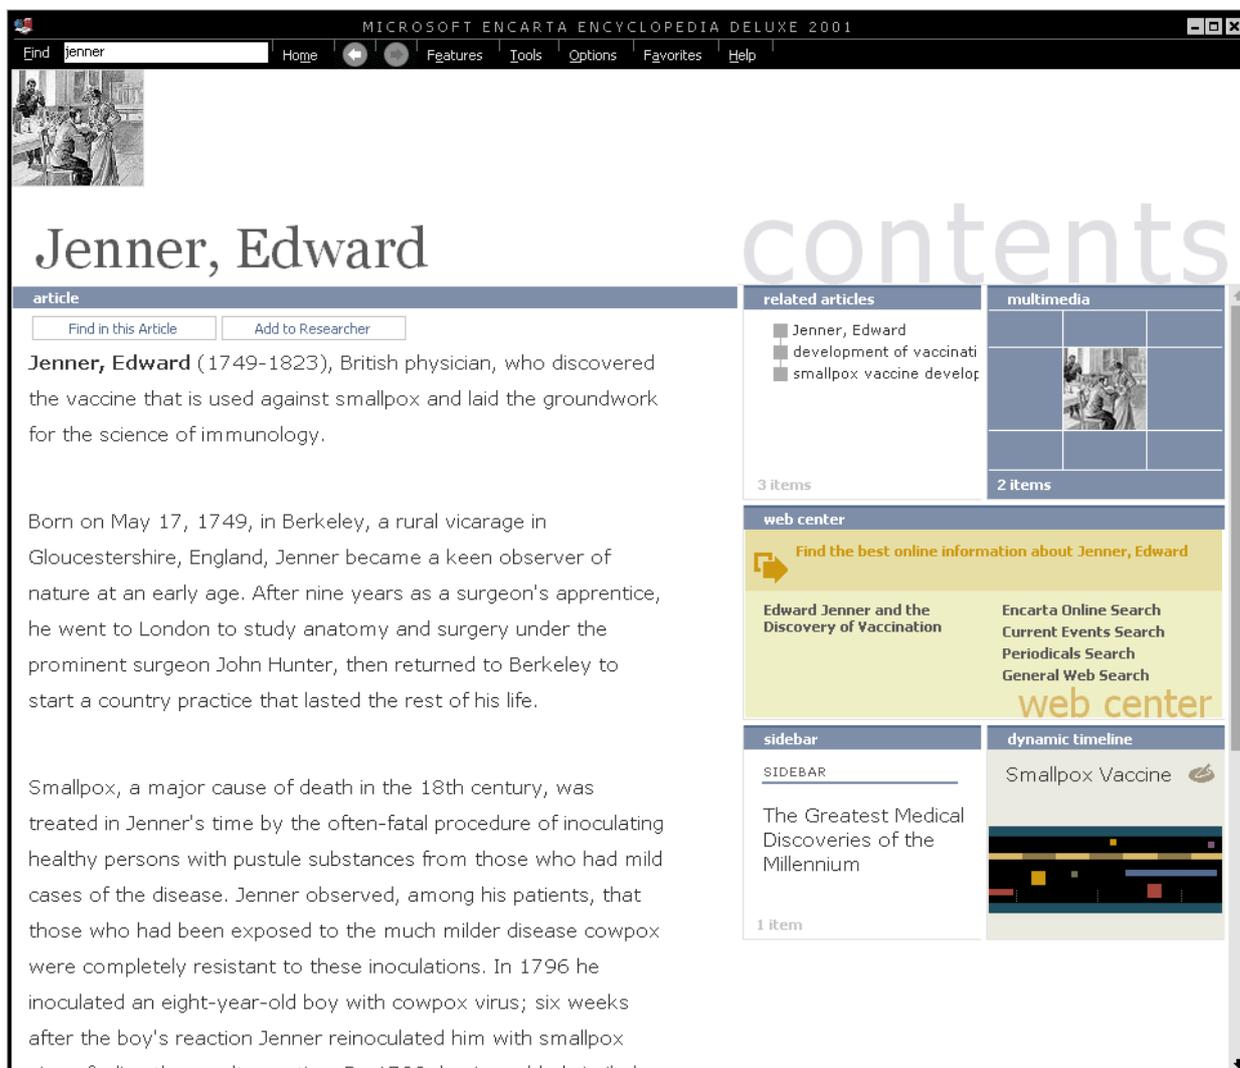 MICROSOFT ENCARTA ENCYCLOPEDIA DELUXE 2001
Find jenner Home Features Tools Options Favorites Help
Jenner, Edward
contents
article
Find in this Article Add to Researcher
Jenner, Edward (1749-1823), British physician, who discovered
the vaccine that is used against smallpox and laid the groundwork
for the science of immunology.
Born on May 17, 1749, in Berkeley, a rural vicarage in
Gloucestershire, England, Jenner became a keen observer of
nature at an early age. After nine years as a surgeon's apprentice,
he went to London to study anatomy and surgery under the
prominent surgeon John Hunter, then returned to Berkeley to
start a country practice that lasted the rest of his life.
Smallpox, a major cause of death in the 18th century, was
treated in Jenner's time by the often-fatal procedure of inoculating
healthy persons with pustule substances from those who had mild
cases of the disease. Jenner observed, among his patients, that
those who had been exposed to the much milder disease cowpox
were completely resistant to these inoculations. In 1796 he
inoculated an eight-year-old boy with cowpox virus; six weeks
after the boy's reaction Jenner reinoculated him with smallpox
related articles
Jenner, Edward
development of vaccinati
smallpox vaccine develop
3 items
multimedia
2 items
web center
Find the best online information about Jenner, Edward
Edward Jenner and the
Discovery of Vaccination
Encarta Online Search
Current Events Search
Periodicals Search
General Web Search
web center
sidebar
SIDEBAR
The Greatest Medical
Discoveries of the
Millennium
1 item
dynamic timeline
Smallpox Vaccine